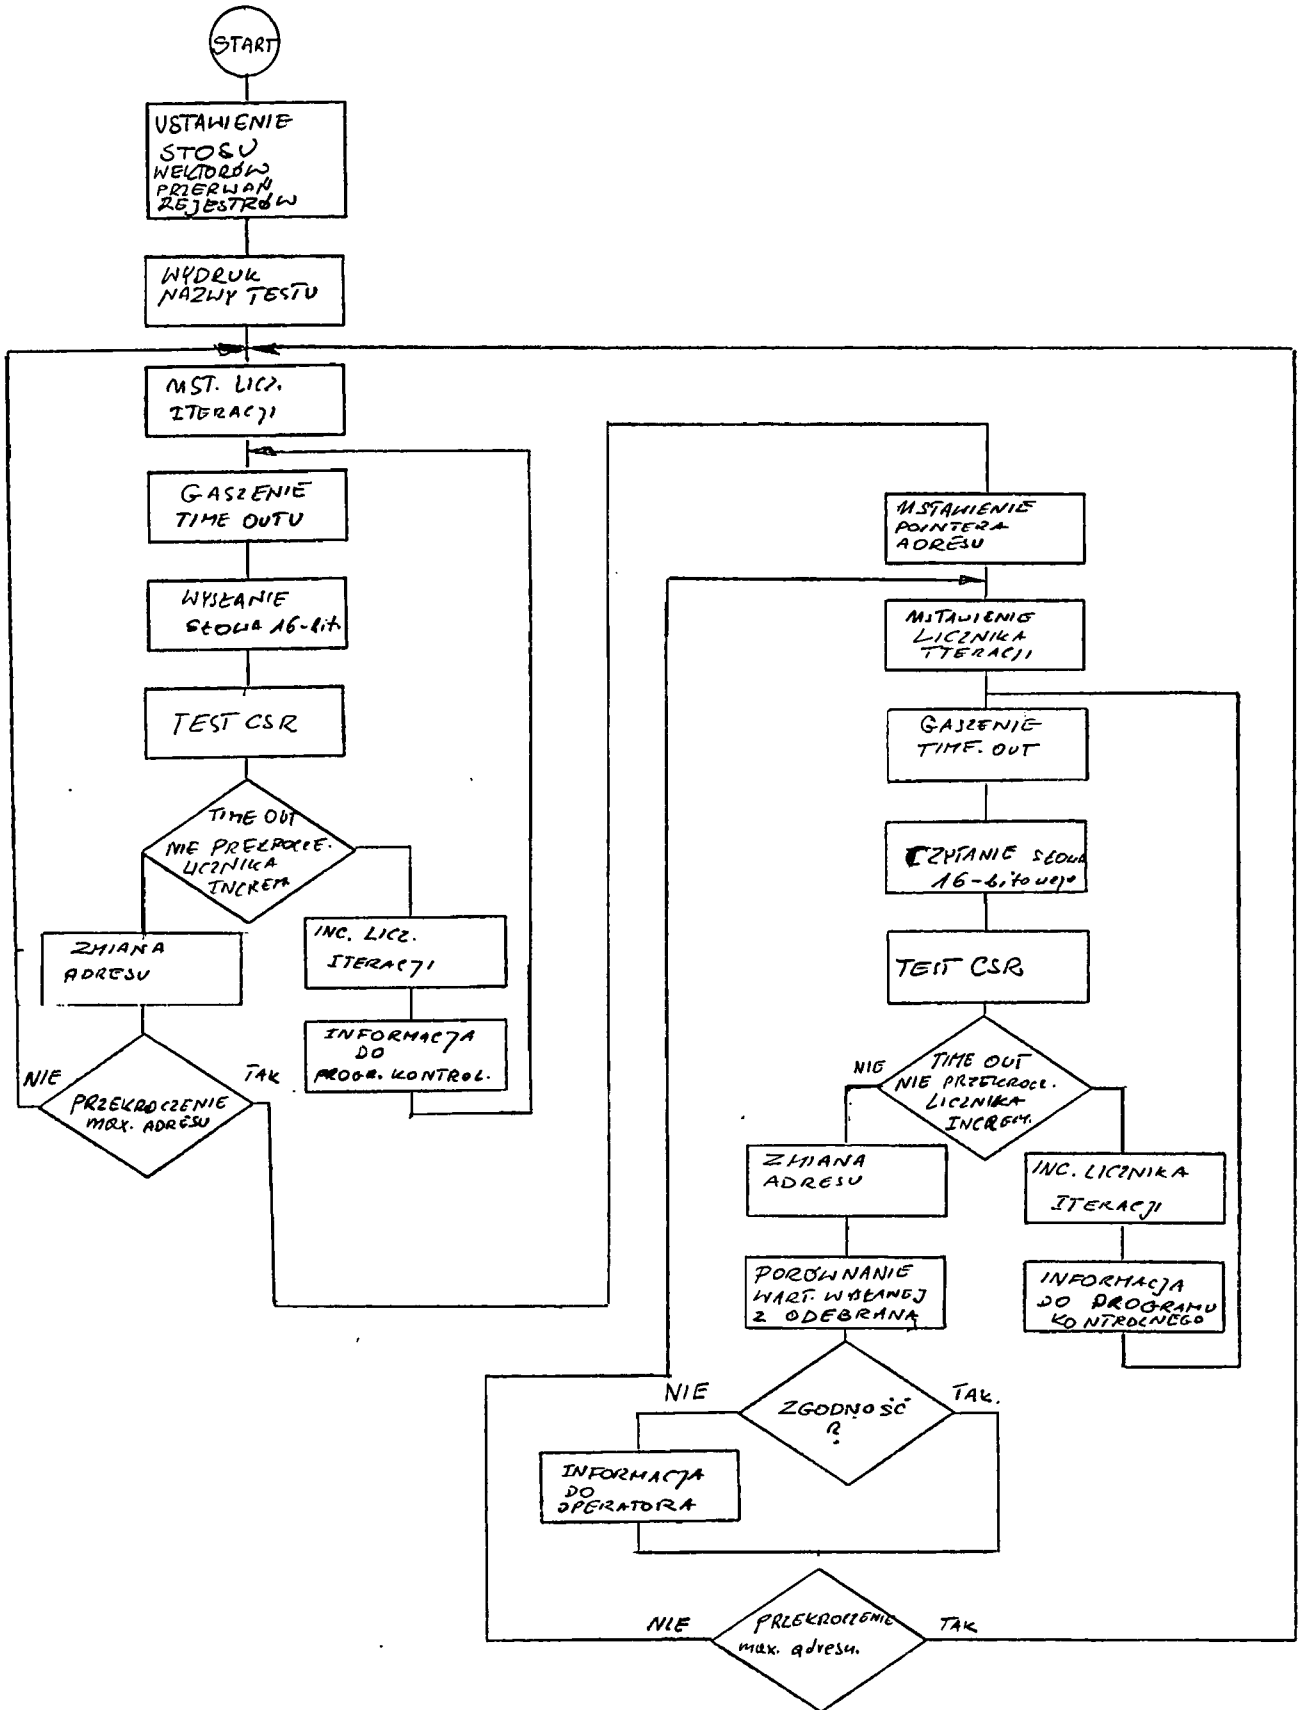 START
USTAWIENIE
STOSU
WEKTORÓW
PRZERWAŃ
REJESTRÓW
WYDRUK
NAZWY TESTU
UST. LICZ.
ITERACJI
GASZENIE
TIME OUTU
WYSŁANIE
SŁOWA 16-bit.
TEST CSR
TIME OUT
NIE PREKROCZE.
LICZNIKA
INCREM.
ZMIANA
ADRESU
INC. LICZ.
ITERACJI
INFORMACJA
DO
PROGR. KONTROL.
NIE
TAK
PRZEKROCZENIE
max. ADRESU
USTAWIENIE
POINTERA
ADRESU
USTAWIENIE
LICZNIKA
ITERACJI
GASZENIE
TIME. OUT
CZYTANIE SŁOWA
16-bitowego
TEST CSR
NIE
TIME OUT
NIE PRZEKROCZ.
LICZNIKA
INCREM.
ZMIANA
ADRESU
INC. LICZNIKA
ITERACJI
PORÓWNANIE
WART. WYSŁANEJ
Z ODEBRANĄ
INFORMACJA
DO PROGRAMU
KONTROLNEGO
NIE
TAK.
ZGODNOŚĆ
?
INFORMACJA
DO
OPERATORA
NIE
PRZEKROCZENIE
max. adresu.
TAK